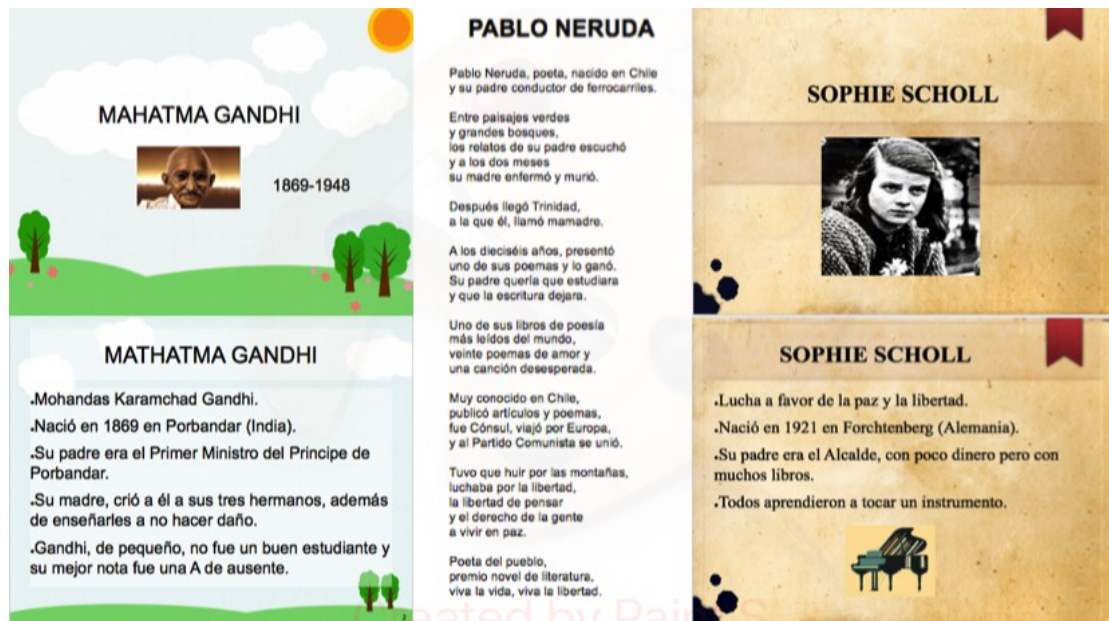 MAHATMA GANDHI
1869-1948
MATHATMA GANDHI
.Mohandas Karamchad Gandhi.
.Nació en 1869 en Porbandar (India).
.Su padre era el Primer Ministro del Principe de
Porbandar.
.Su madre, crió a él a sus tres hermanos, además
de enseñarles a no hacer daño.
.Gandhi, de pequeño, no fue un buen estudiante y
su mejor nota fue una A de ausente.
2
PABLO NERUDA
Pablo Neruda, poeta, nacido en Chile
y su padre conductor de ferrocarriles.
Entre paisajes verdes
y grandes bosques,
los relatos de su padre escuchó
y a los dos meses
su madre enfermó y murió.
Después llegó Trinidad,
a la que él, llamó mamadre.
A los dieciséis años, presentó
uno de sus poemas y lo ganó.
Su padre quería que estudiara
y que la escritura dejara.
Uno de sus libros de poesía
más leídos del mundo,
veinte poemas de amor y
una canción desesperada.
Muy conocido en Chile,
publicó artículos y poemas,
fue Cónsul, viajó por Europa,
y al Partido Comunista se unió.
Tuvo que huir por las montañas,
luchaba por la libertad,
la libertad de pensar
y el derecho de la gente
a vivir en paz.
Poeta del pueblo,
premio novel de literatura,
viva la vida, viva la libertad.
SOPHIE SCHOLL
SOPHIE SCHOLL
.Lucha a favor de la paz y la libertad.
.Nació en 1921 en Forchtenberg (Alemania).
.Su padre era el Alcalde, con poco dinero pero con
muchos libros.
.Todos aprendieron a tocar un instrumento.